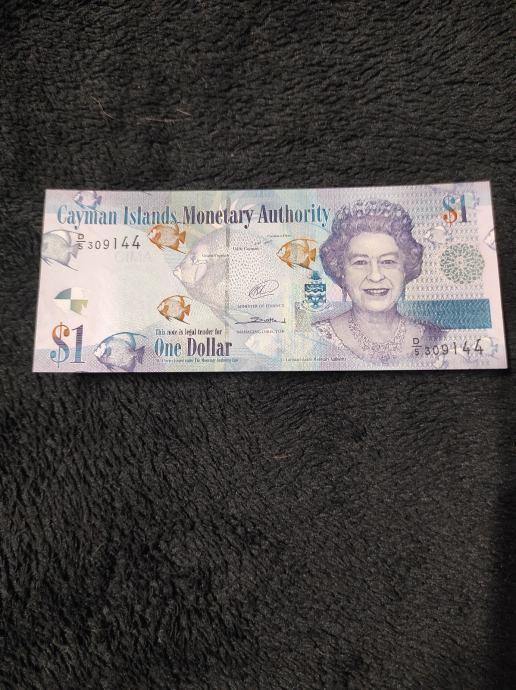 Cayman Islands Monetary Authority
$1
D/5 309144
MINISTER OF FINANCE
MANAGING DIRECTOR
This note is legal tender for
One Dollar
$1
D/5 309144